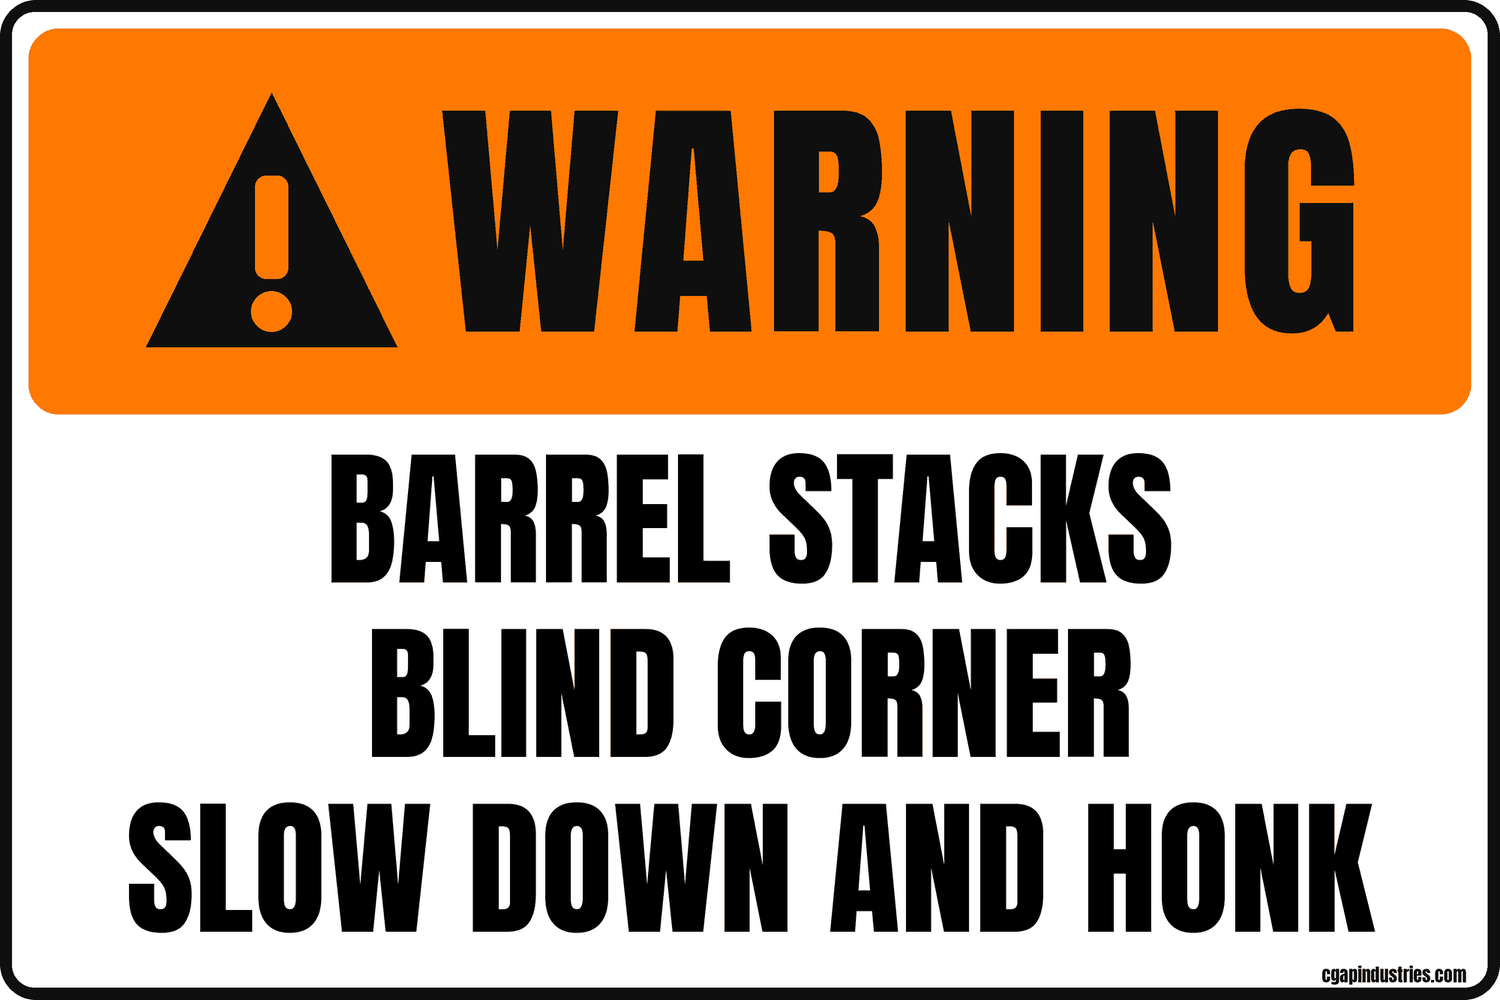 WARNING
BARREL STACKS
BLIND CORNER
SLOW DOWN AND HONK
cgapindustries.com